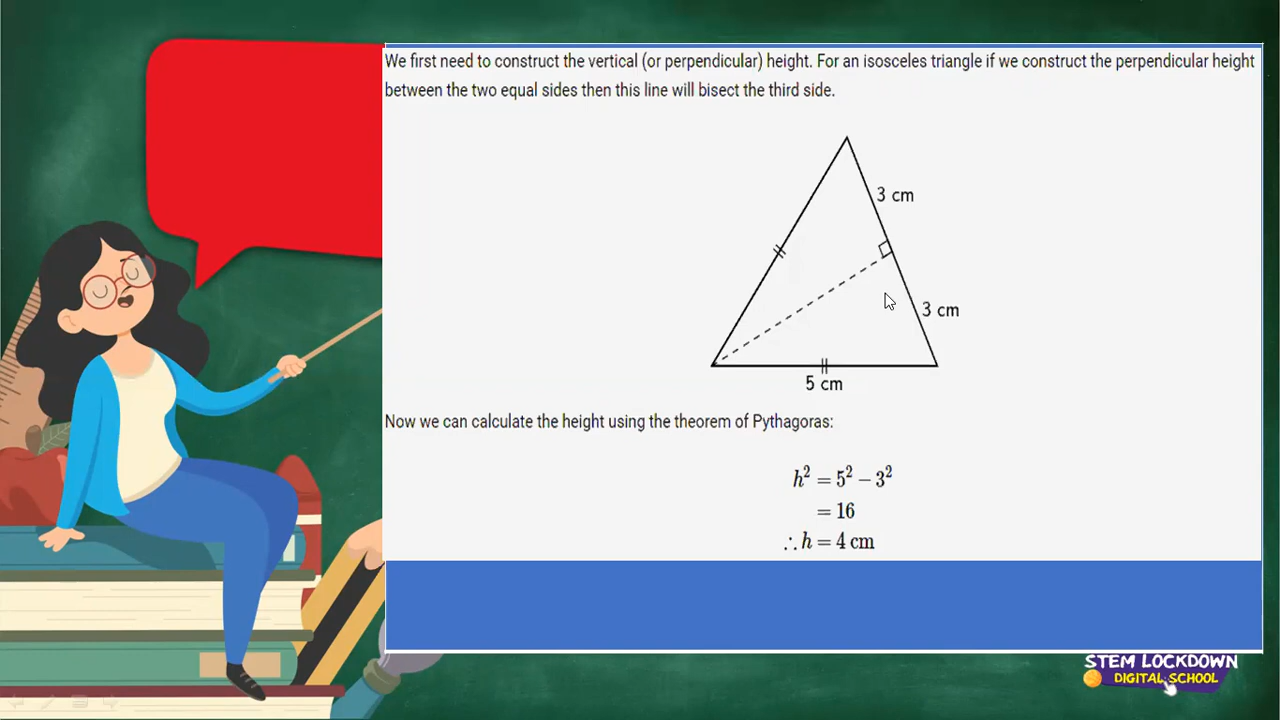 We first need to construct the vertical (or perpendicular) height. For an isosceles triangle if we construct the perpendicular height
between the two equal sides then this line will bisect the third side.
3 cm
3 cm
5 cm
Now we can calculate the height using the theorem of Pythagoras:
h² = 5² − 3²
= 16
∴ h = 4 cm
STEM LOCKDOWN
DIGITAL SCHOOL